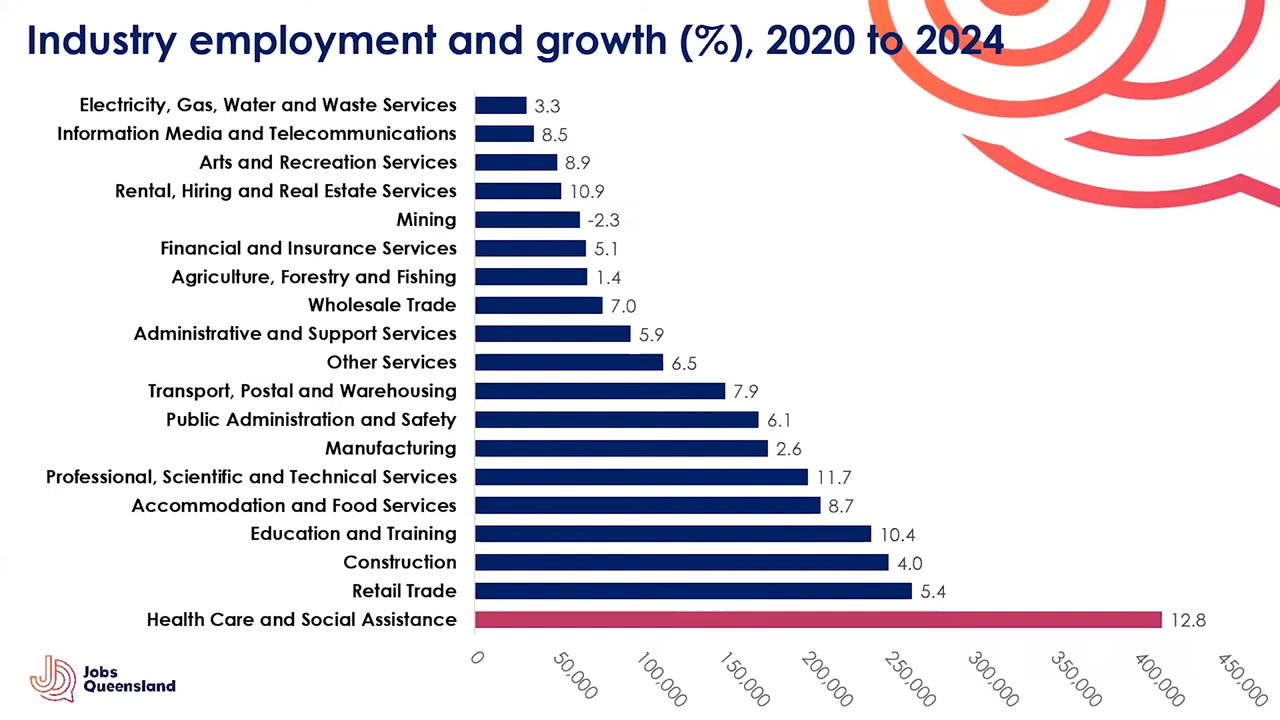 Industry employment and growth (%), 2020 to 2024
Electricity, Gas, Water and Waste Services 3.3
Information Media and Telecommunications 8.5
Arts and Recreation Services 8.9
Rental, Hiring and Real Estate Services 10.9
Mining -2.3
Financial and Insurance Services 5.1
Agriculture, Forestry and Fishing 1.4
Wholesale Trade 7.0
Administrative and Support Services 5.9
Other Services 6.5
Transport, Postal and Warehousing 7.9
Public Administration and Safety 6.1
Manufacturing 2.6
Professional, Scientific and Technical Services 11.7
Accommodation and Food Services 8.7
Education and Training 10.4
Construction 4.0
Retail Trade 5.4
Health Care and Social Assistance 12.8
0 50,000 100,000 150,000 200,000 250,000 300,000 350,000 400,000 450,000
Jobs
Queensland